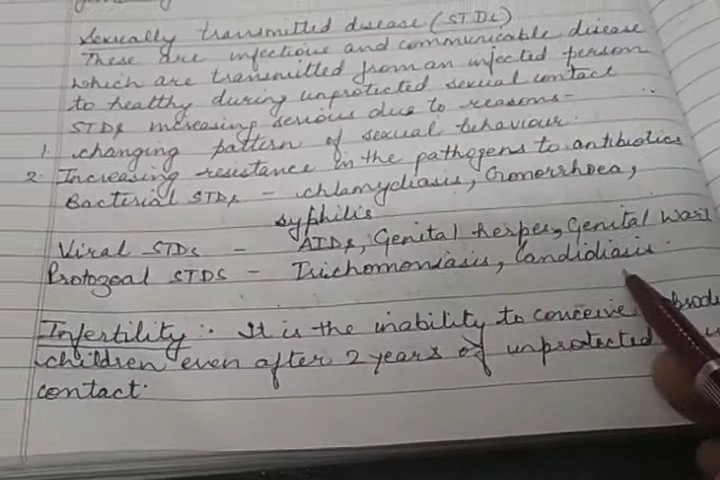 Sexually transmitted disease (STDs)
These are infectious and communicable disease
which are transmitted from an infected person
to healthy during unprotected sexual contact
STDs increasing serious due to reasons-
1. changing pattern of sexual behaviour.
2. Increasing resistance in the pathogens to antibiotics
Bacterial STDs - chlamydiasis, Gonorrhoea,
syphilis
Viral STDs - AIDs, Genital herpes, Genital Wart
Protozoal STDS - Trichomoniasis, Candidiasis.
Infertility:- It is the inability to conceive
children even after 2 years of unprotected
contact.